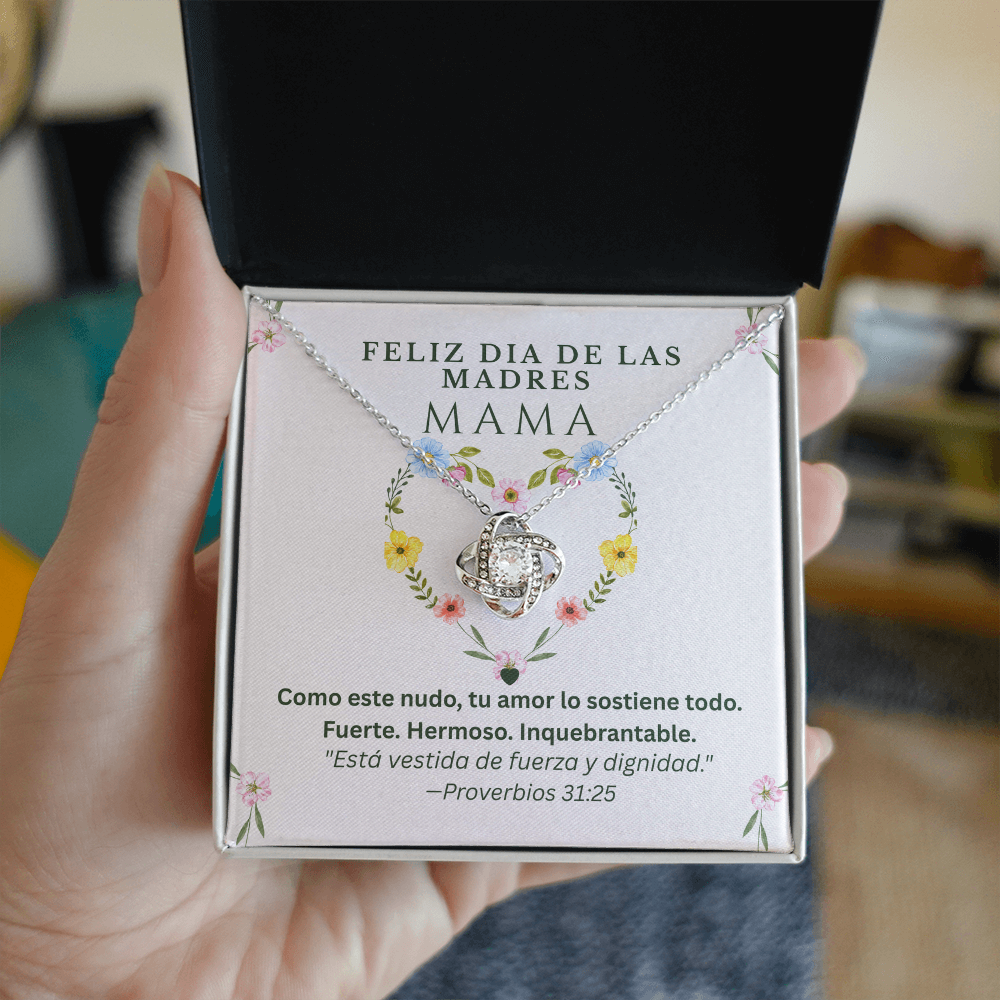 FELIZ DIA DE LAS
MADRES
MAMA
Como este nudo, tu amor lo sostiene todo.
Fuerte. Hermoso. Inquebrantable.
"Está vestida de fuerza y dignidad."
—Proverbios 31:25